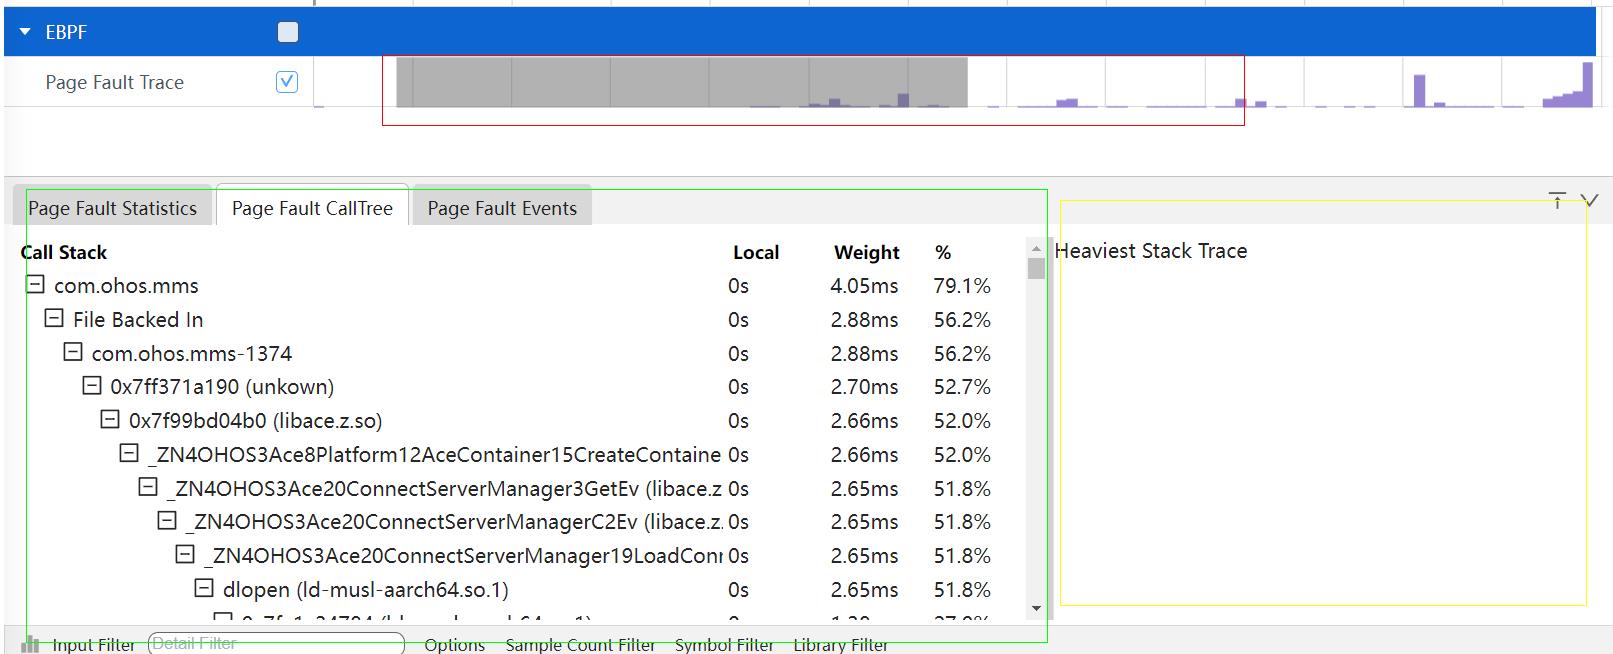 EBPF
Page Fault Trace
Page Fault Statistics Page Fault CallTree Page Fault Events
Call Stack Local Weight % Heaviest Stack Trace
com.ohos.mms 0s 4.05ms 79.1%
File Backed In 0s 2.88ms 56.2%
com.ohos.mms-1374 0s 2.88ms 56.2%
0x7ff371a190 (unkown) 0s 2.70ms 52.7%
0x7f99bd04b0 (libace.z.so) 0s 2.66ms 52.0%
_ZN4OHOS3Ace8Platform12AceContainer15CreateContaine 0s 2.66ms 52.0%
_ZN4OHOS3Ace20ConnectServerManager3GetEv (libace.z 0s 2.65ms 51.8%
_ZN4OHOS3Ace20ConnectServerManagerC2Ev (libace.z. 0s 2.65ms 51.8%
_ZN4OHOS3Ace20ConnectServerManager19LoadConn 0s 2.65ms 51.8%
dlopen (ld-musl-aarch64.so.1) 0s 2.65ms 51.8%
Input Filter Detail Filter Options Sample Count Filter Symbol Filter Library Filter